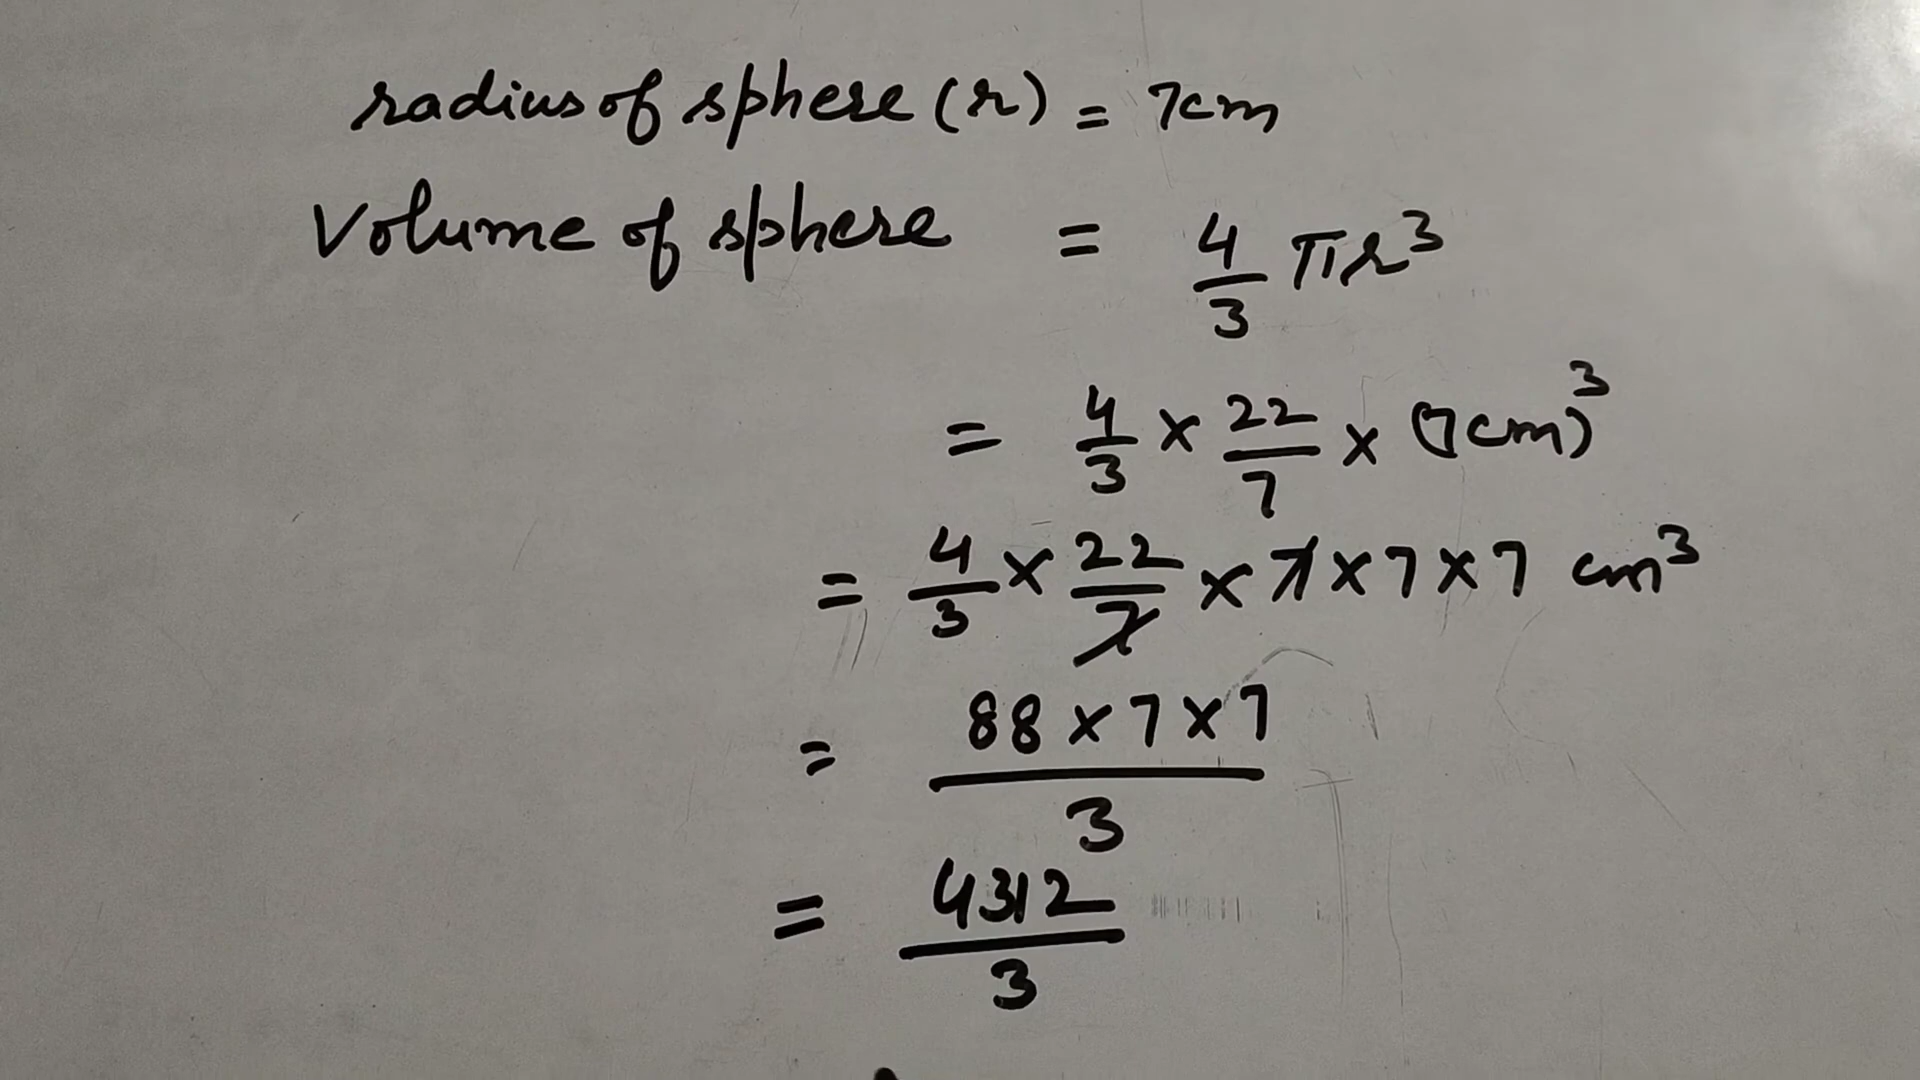 radius of sphere (r) = 7cm
Volume of sphere = 4/3 πr³
= 4/3 × 22/7 × (7cm)³
= 4/3 × 22/7 × 7 × 7 × 7 cm³
= 88 × 7 × 7 / 3
= 4312 / 3